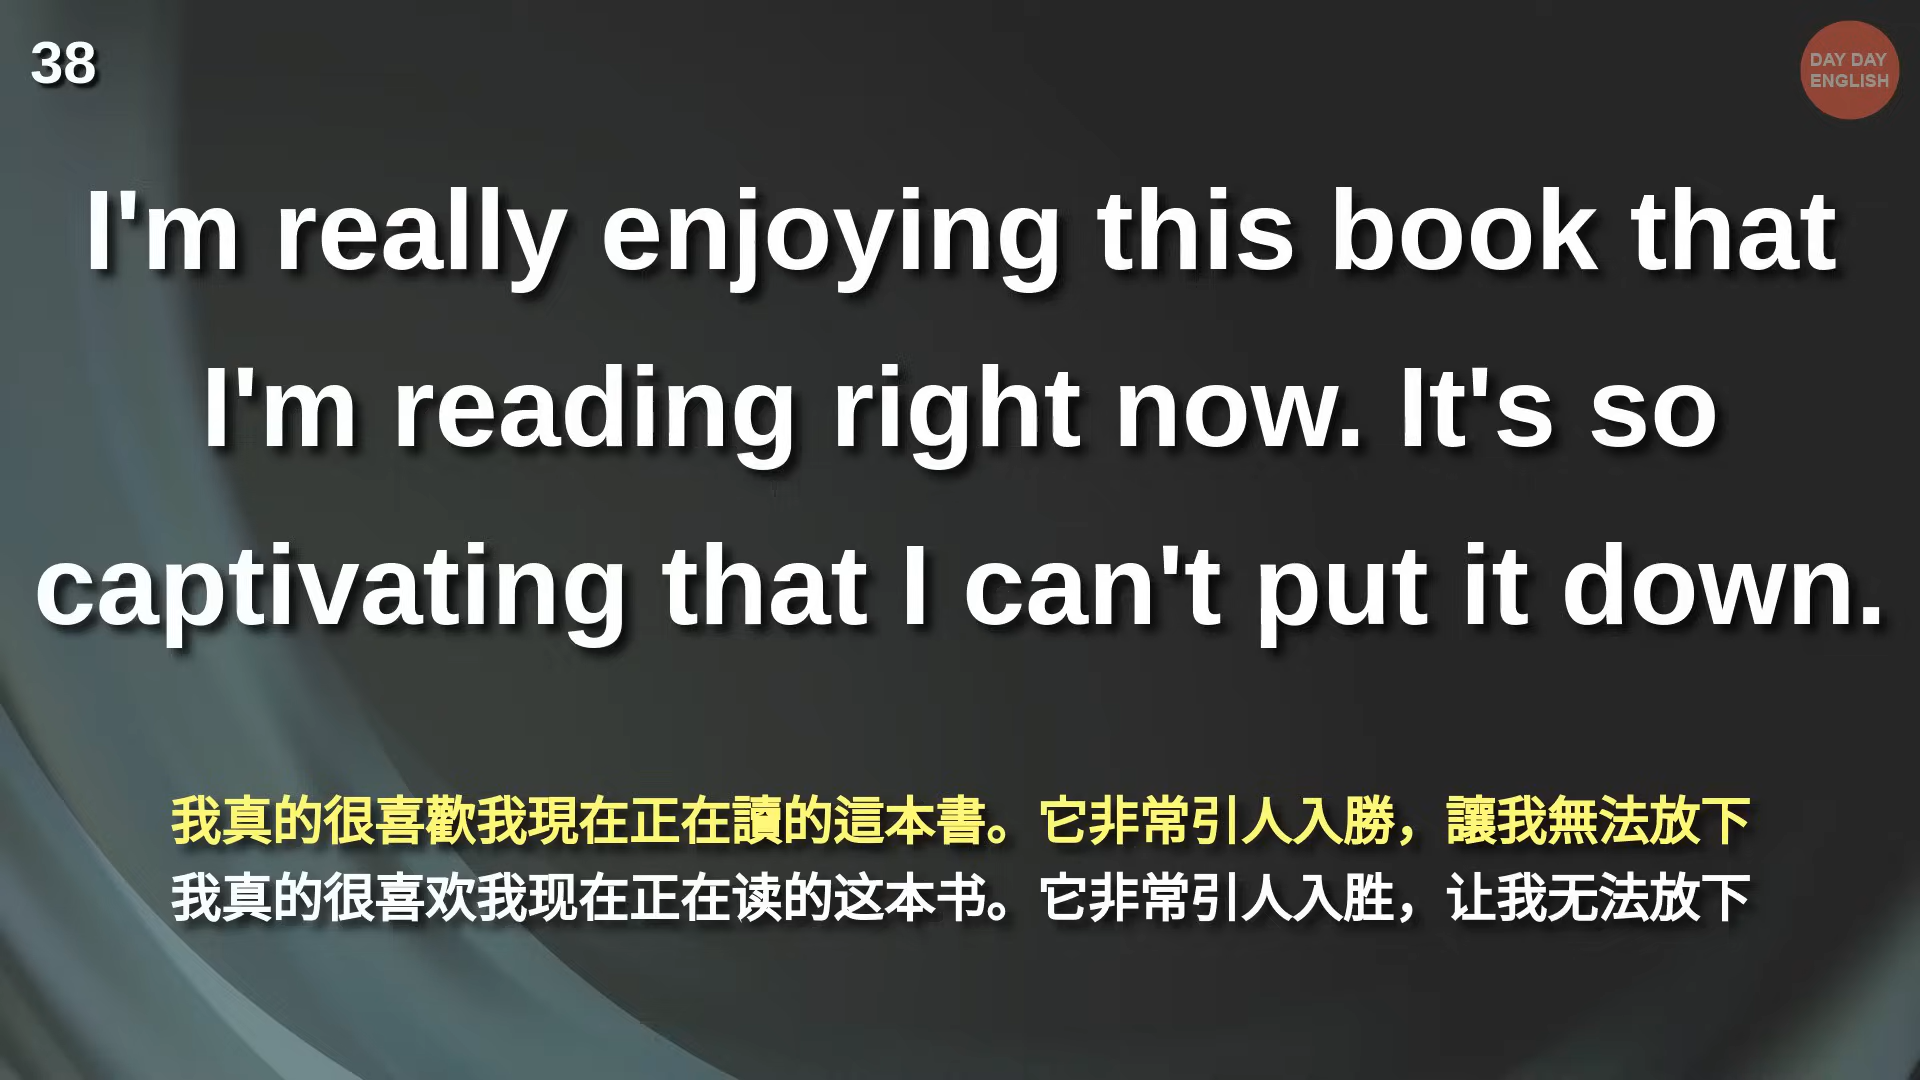 38
DAY DAY
ENGLISH
I'm really enjoying this book that
I'm reading right now. It's so
captivating that I can't put it down.
我真的很喜歡我現在正在讀的這本書。它非常引人入勝，讓我無法放下
我真的很喜欢我现在正在读的这本书。它非常引人入胜，让我无法放下